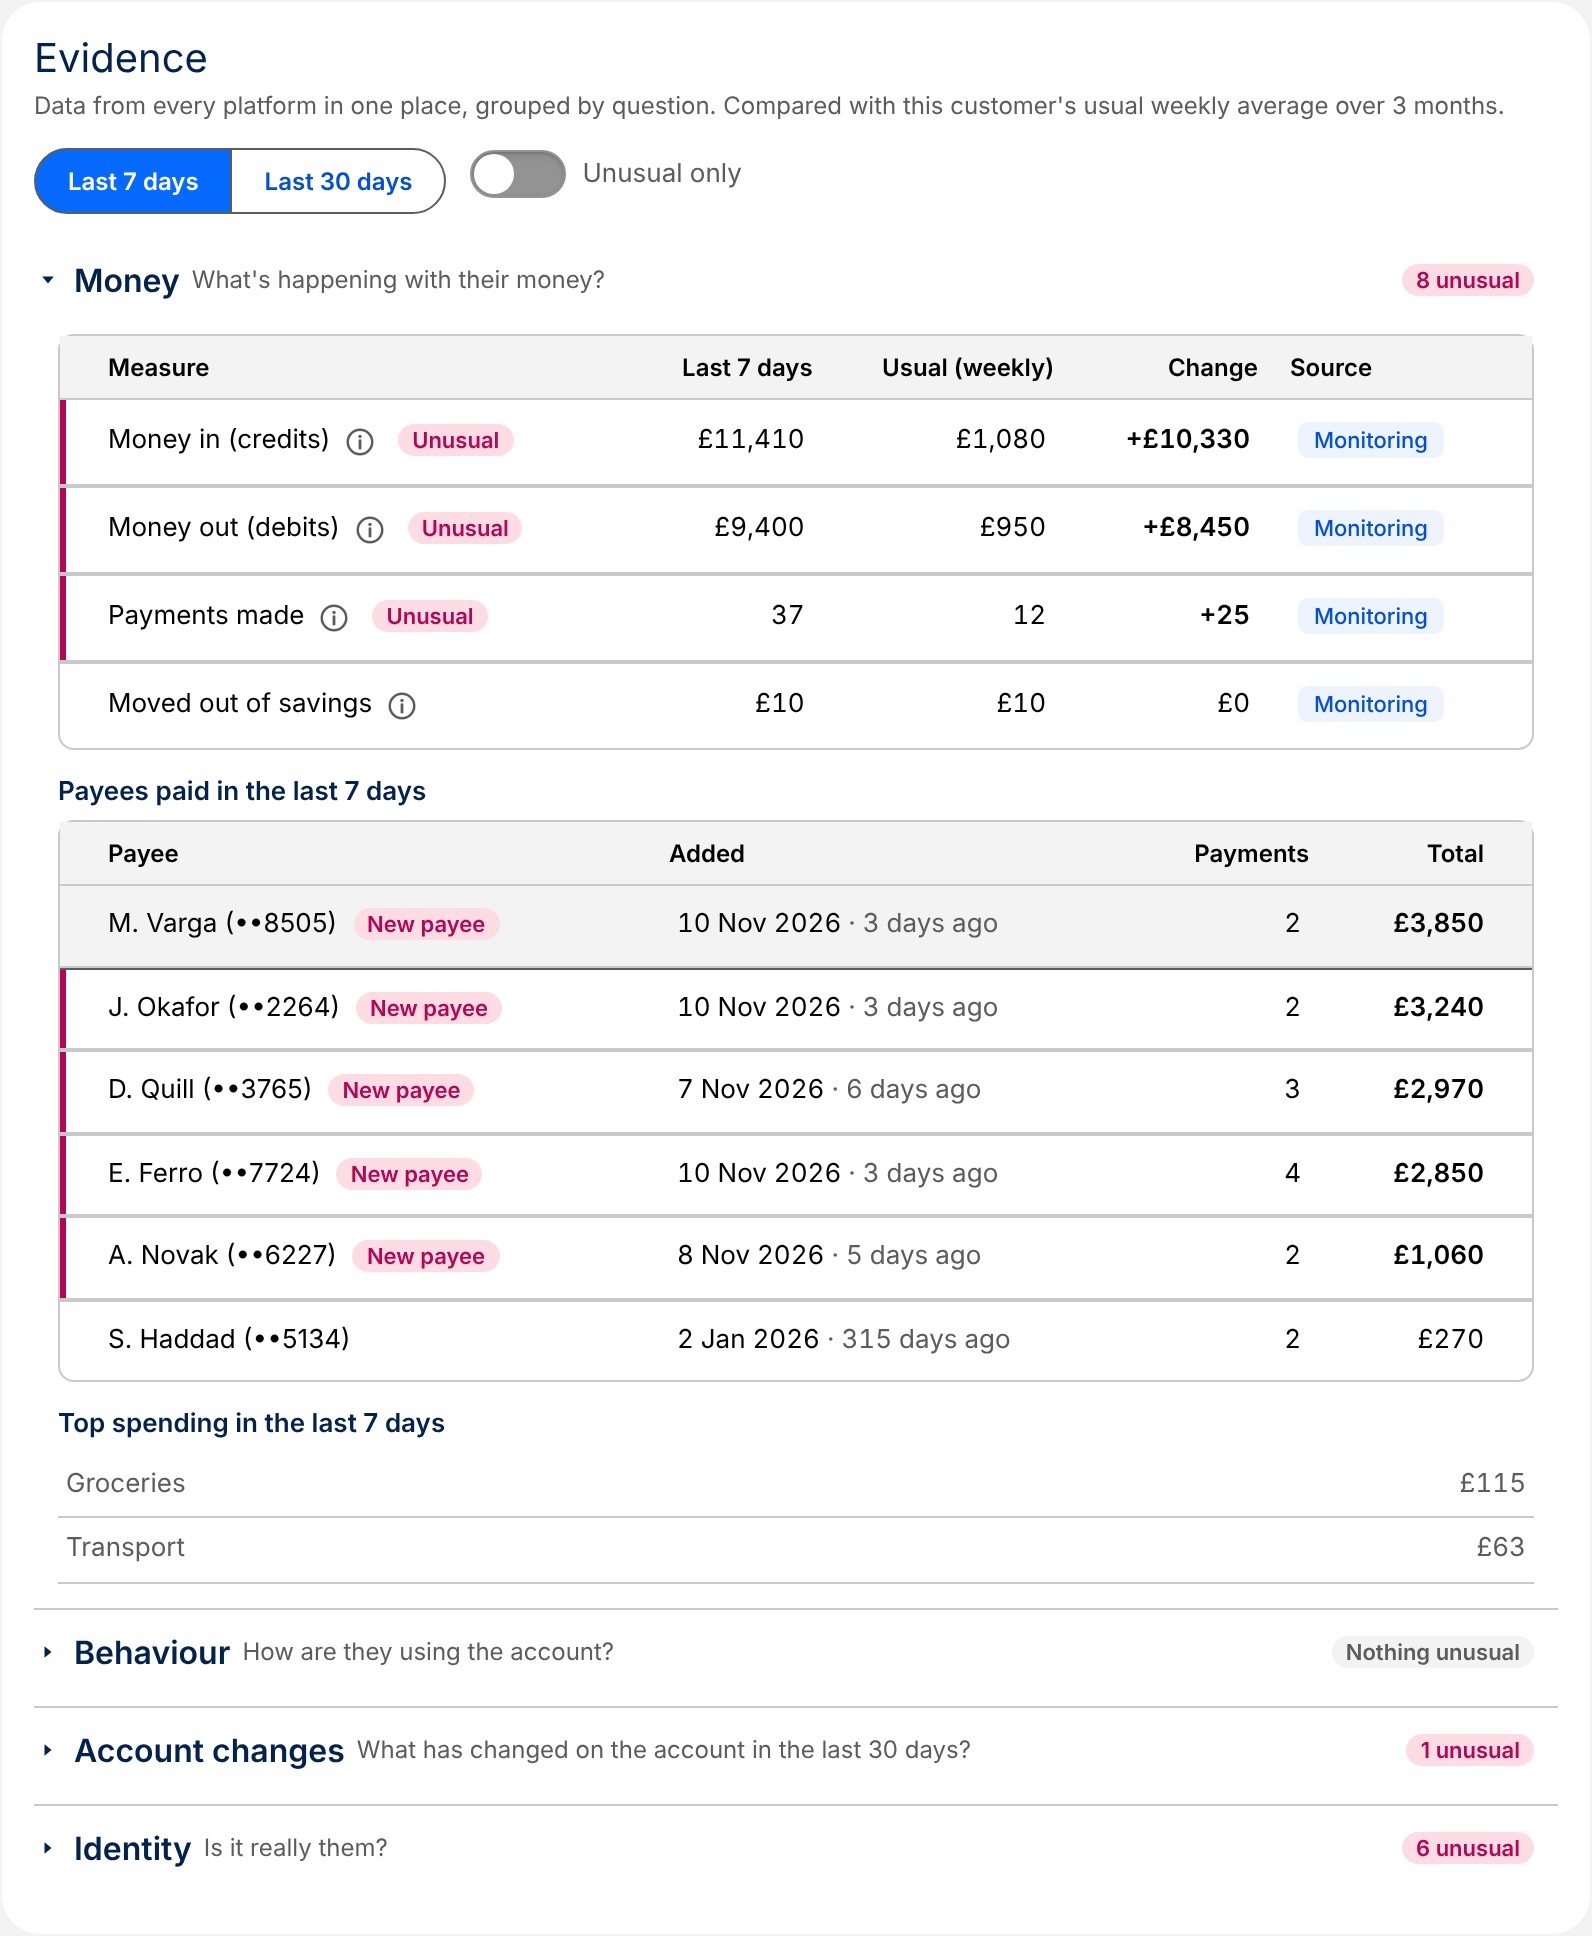 Evidence
Data from every platform in one place, grouped by question. Compared with this customer's usual weekly average over 3 months.
Last 7 days Last 30 days Unusual only
Money What's happening with their money? 8 unusual
Measure Last 7 days Usual (weekly) Change Source
Money in (credits) Unusual £11,410 £1,080 +£10,330 Monitoring
Money out (debits) Unusual £9,400 £950 +£8,450 Monitoring
Payments made Unusual 37 12 +25 Monitoring
Moved out of savings £10 £10 £0 Monitoring
Payees paid in the last 7 days
Payee Added Payments Total
M. Varga (••8505) New payee 10 Nov 2026 · 3 days ago 2 £3,850
J. Okafor (••2264) New payee 10 Nov 2026 · 3 days ago 2 £3,240
D. Quill (••3765) New payee 7 Nov 2026 · 6 days ago 3 £2,970
E. Ferro (••7724) New payee 10 Nov 2026 · 3 days ago 4 £2,850
A. Novak (••6227) New payee 8 Nov 2026 · 5 days ago 2 £1,060
S. Haddad (••5134) 2 Jan 2026 · 315 days ago 2 £270
Top spending in the last 7 days
Groceries £115
Transport £63
Behaviour How are they using the account? Nothing unusual
Account changes What has changed on the account in the last 30 days? 1 unusual
Identity Is it really them? 6 unusual